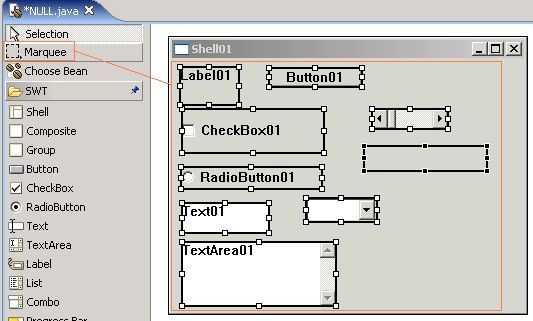 *NULL.java
Selection
Marquee
Choose Bean
SWT
Shell
Composite
Group
Button
CheckBox
RadioButton
Text
TextArea
Label
List
Combo
Progress Bar
Shell01
Label01
Button01
CheckBox01
RadioButton01
Text01
TextArea01